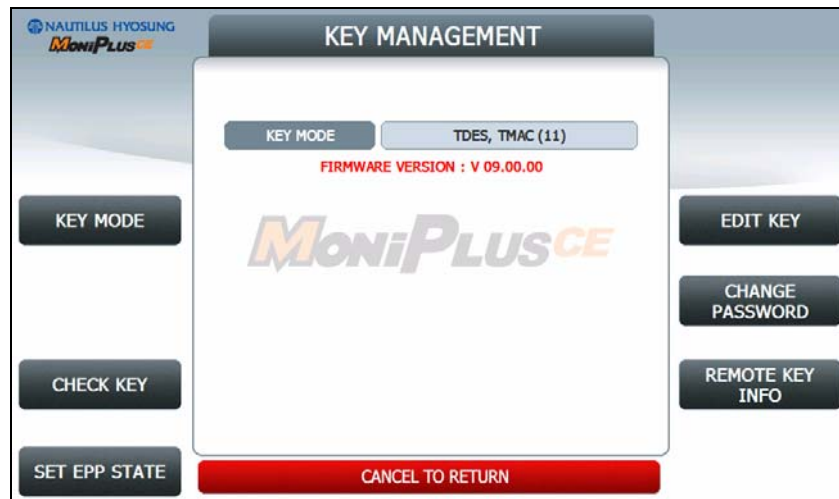 NAUTILUS HYOSUNG
MoniPlusCE
KEY MANAGEMENT
KEY MODE
TDES, TMAC (11)
FIRMWARE VERSION : V 09.00.00
MoniPlusCE
KEY MODE
CHECK KEY
SET EPP STATE
EDIT KEY
CHANGE
PASSWORD
REMOTE KEY
INFO
CANCEL TO RETURN